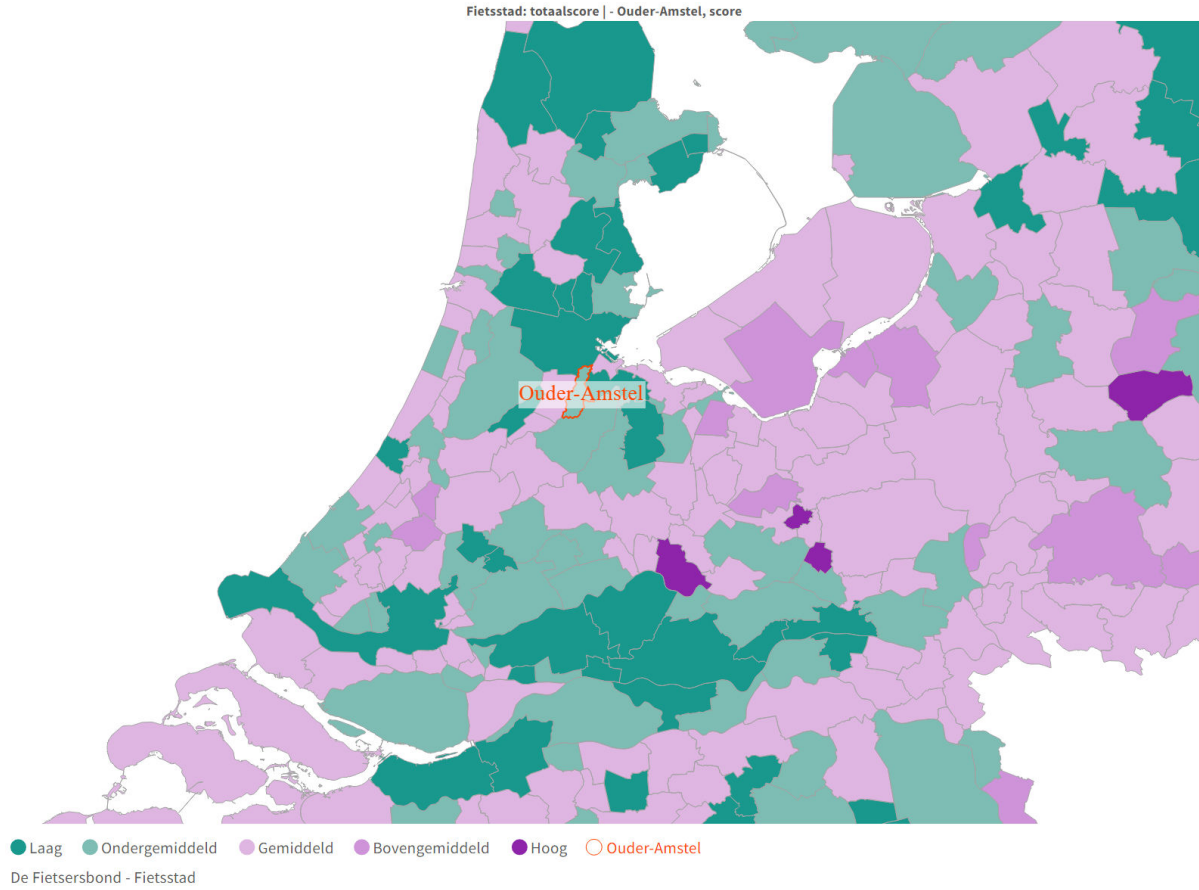 Fietsstad: totaalscore | - Ouder-Amstel, score
Ouder-Amstel
Laag Ondergemiddeld Gemiddeld Bovengemiddeld Hoog Ouder-Amstel
De Fietsersbond - Fietsstad